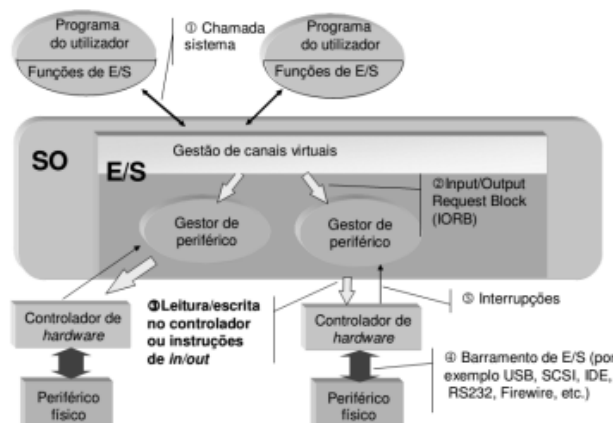 Programa
do utilizador
Funções de E/S
① Chamada
sistema
Programa
do utilizador
Funções de E/S
SO
E/S
Gestão de canais virtuais
②Input/Output
Request Block
(IORB)
Gestor de
periférico
Gestor de
periférico
③Leitura/escrita
no controlador
ou instruções
de in/out
⑤ Interrupções
Controlador de
hardware
Controlador de
hardware
④ Barramento de E/S (por
exemplo USB, SCSI, IDE,
RS232, Firewire, etc.)
Periférico
físico
Periférico
físico